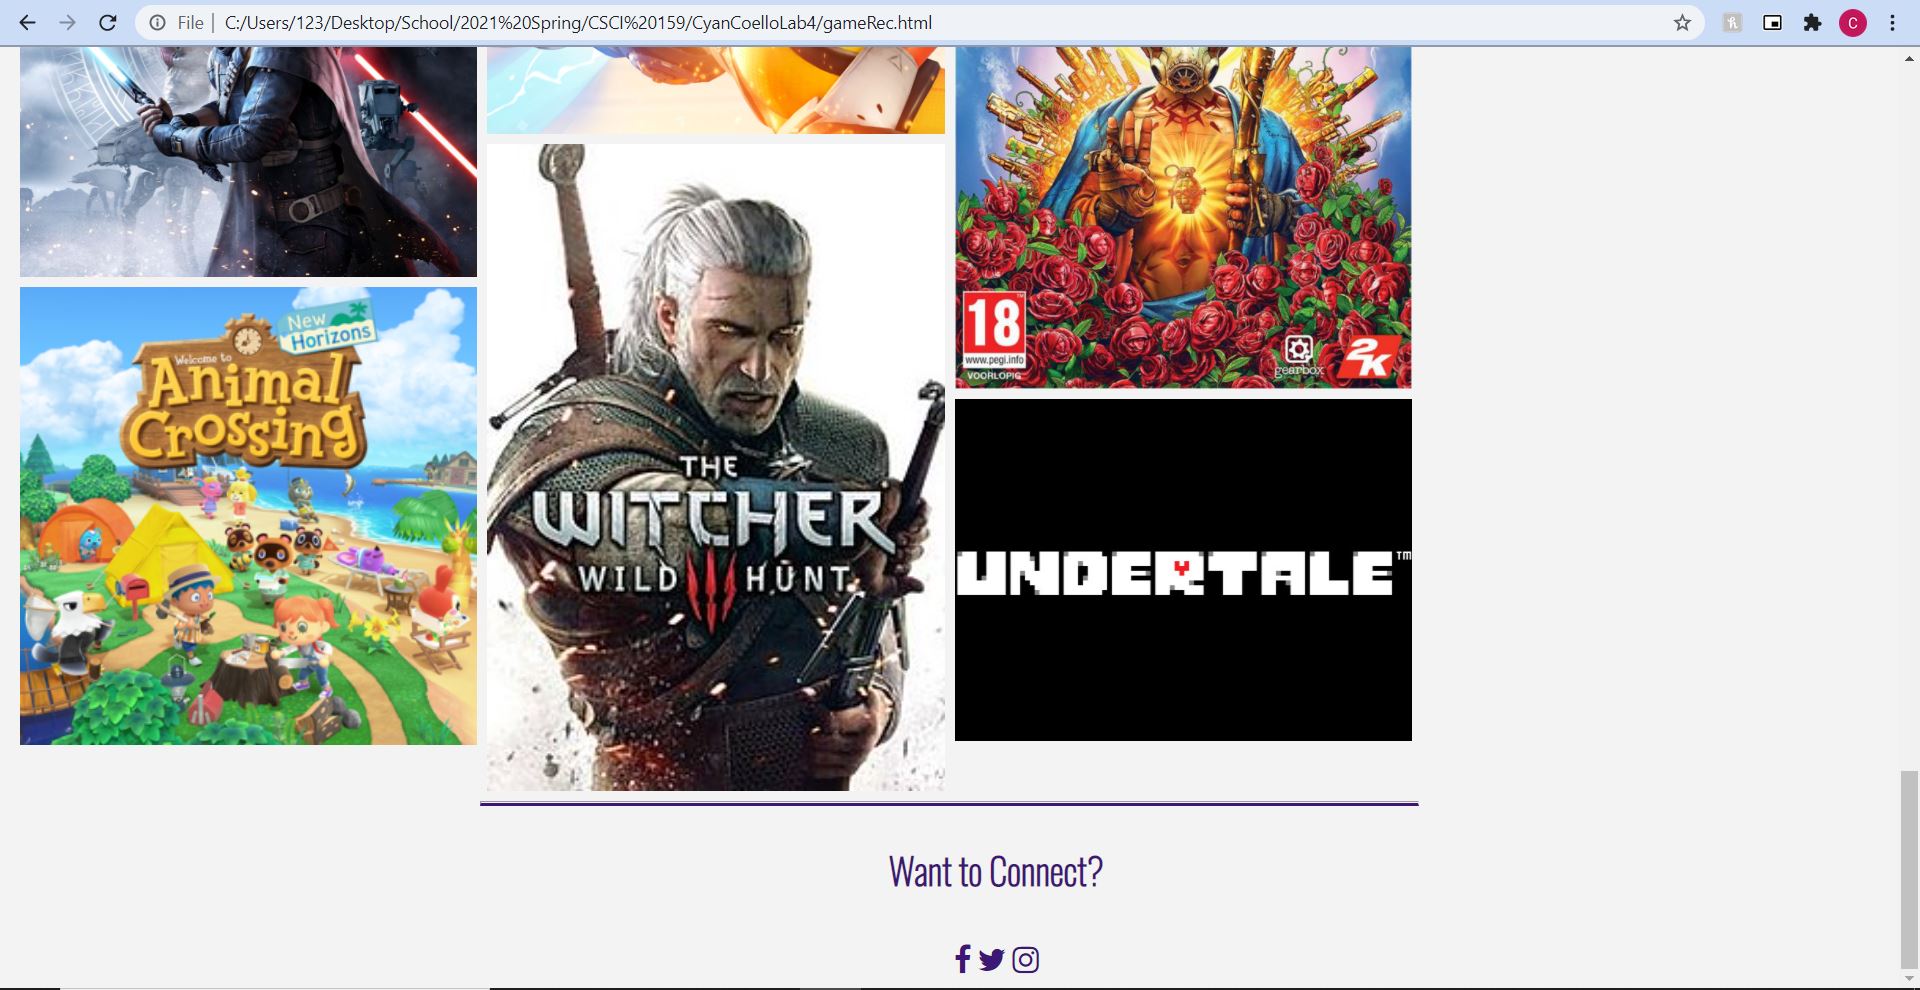 File | C:/Users/123/Desktop/School/2021%20Spring/CSCI%20159/CyanCoelloLab4/gameRec.html
C
New
Horizons
Welcome to
Animal
Crossing
THE
WITCHER
WILD III HUNT
18
www.pegi.info
VOORLOPIG
gearbox
2K
UNDERTALE™
Want to Connect?